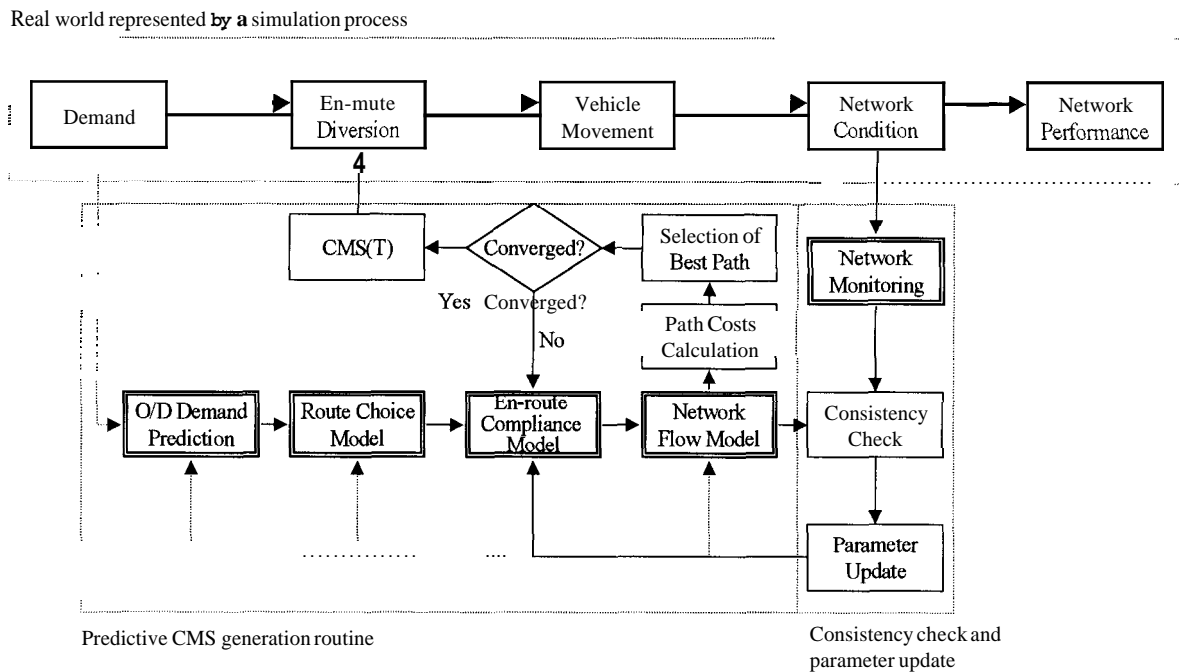 Real world represented by a simulation process
Demand
En-mute
Diversion
Vehicle
Movement
Network
Condition
Network
Performance
4
CMS(T)
Converged?
Selection of
Best Path
Network
Monitoring
Yes Converged?
No
Path Costs
Calculation
O/D Demand
Prediction
Route Choice
Model
En-route
Compliance
Model
Network
Flow Model
Consistency
Check
Parameter
Update
Predictive CMS generation routine
Consistency check and
parameter update